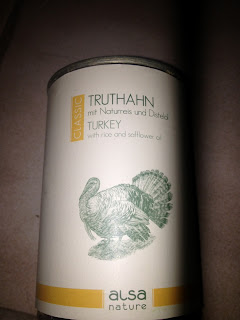 CLASSIC
TRUTHAHN
mit Naturreis und Distelöl
TURKEY
with rice and safflower oil
alsa
nature